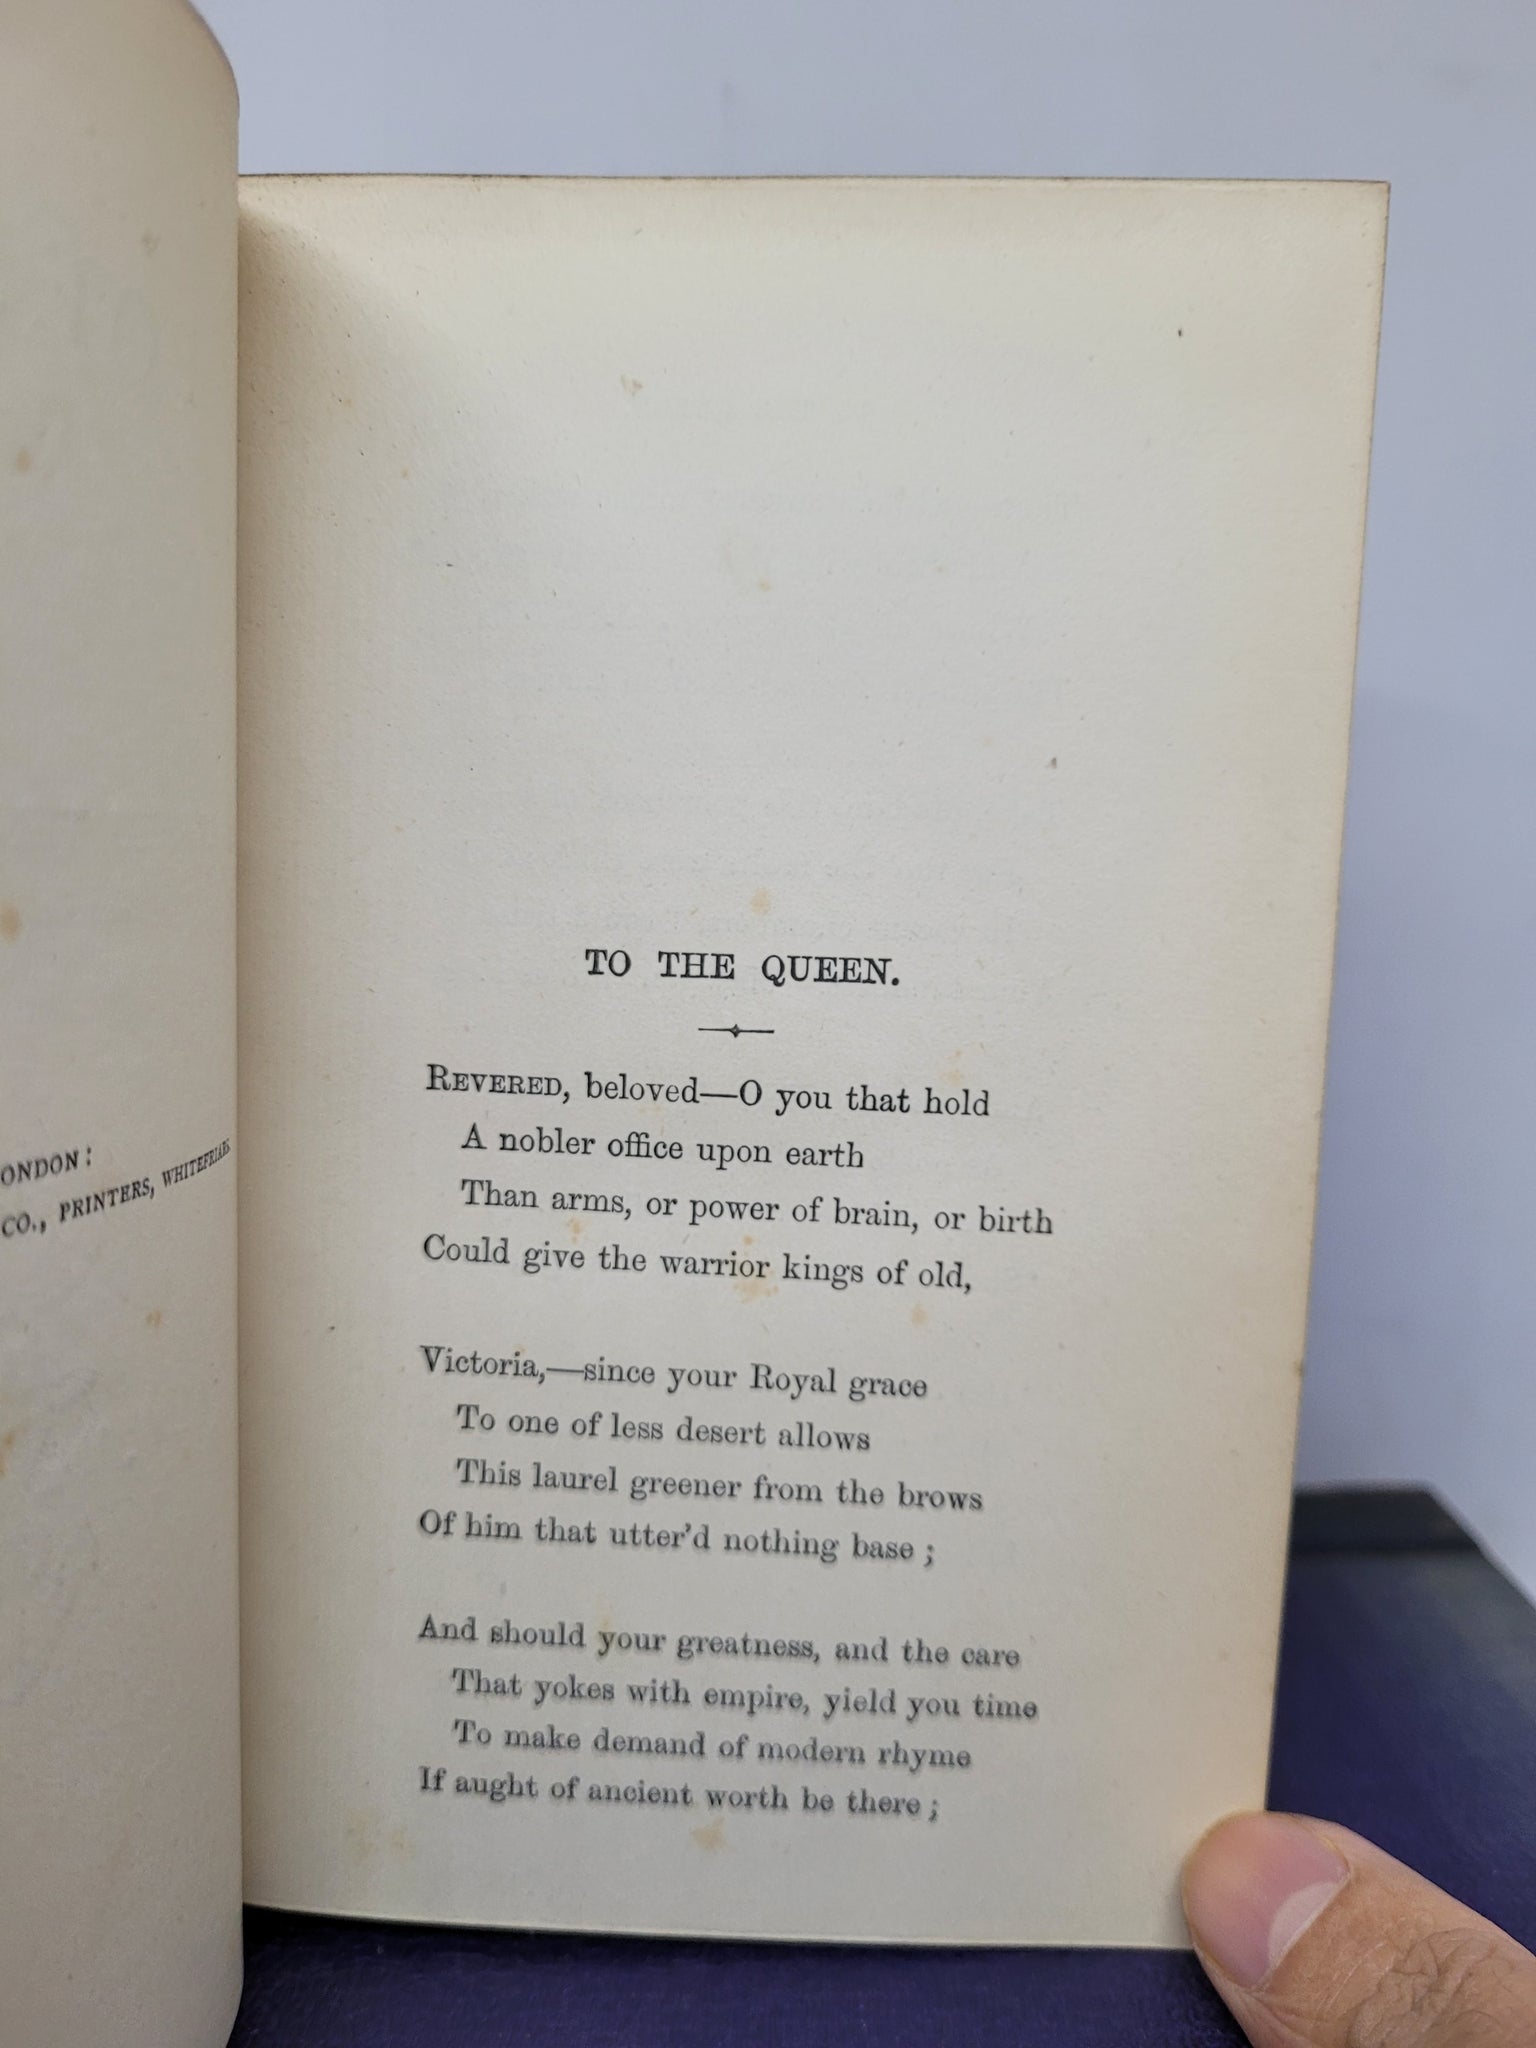 ONDON:
CO., PRINTERS, WHITEFRIARS
TO THE QUEEN.
REVERED, beloved—O you that hold
A nobler office upon earth
Than arms, or power of brain, or birth
Could give the warrior kings of old,
Victoria,—since your Royal grace
To one of less desert allows
This laurel greener from the brows
Of him that utter'd nothing base;
And should your greatness, and the care
That yokes with empire, yield you time
To make demand of modern rhyme
If aught of ancient worth be there;